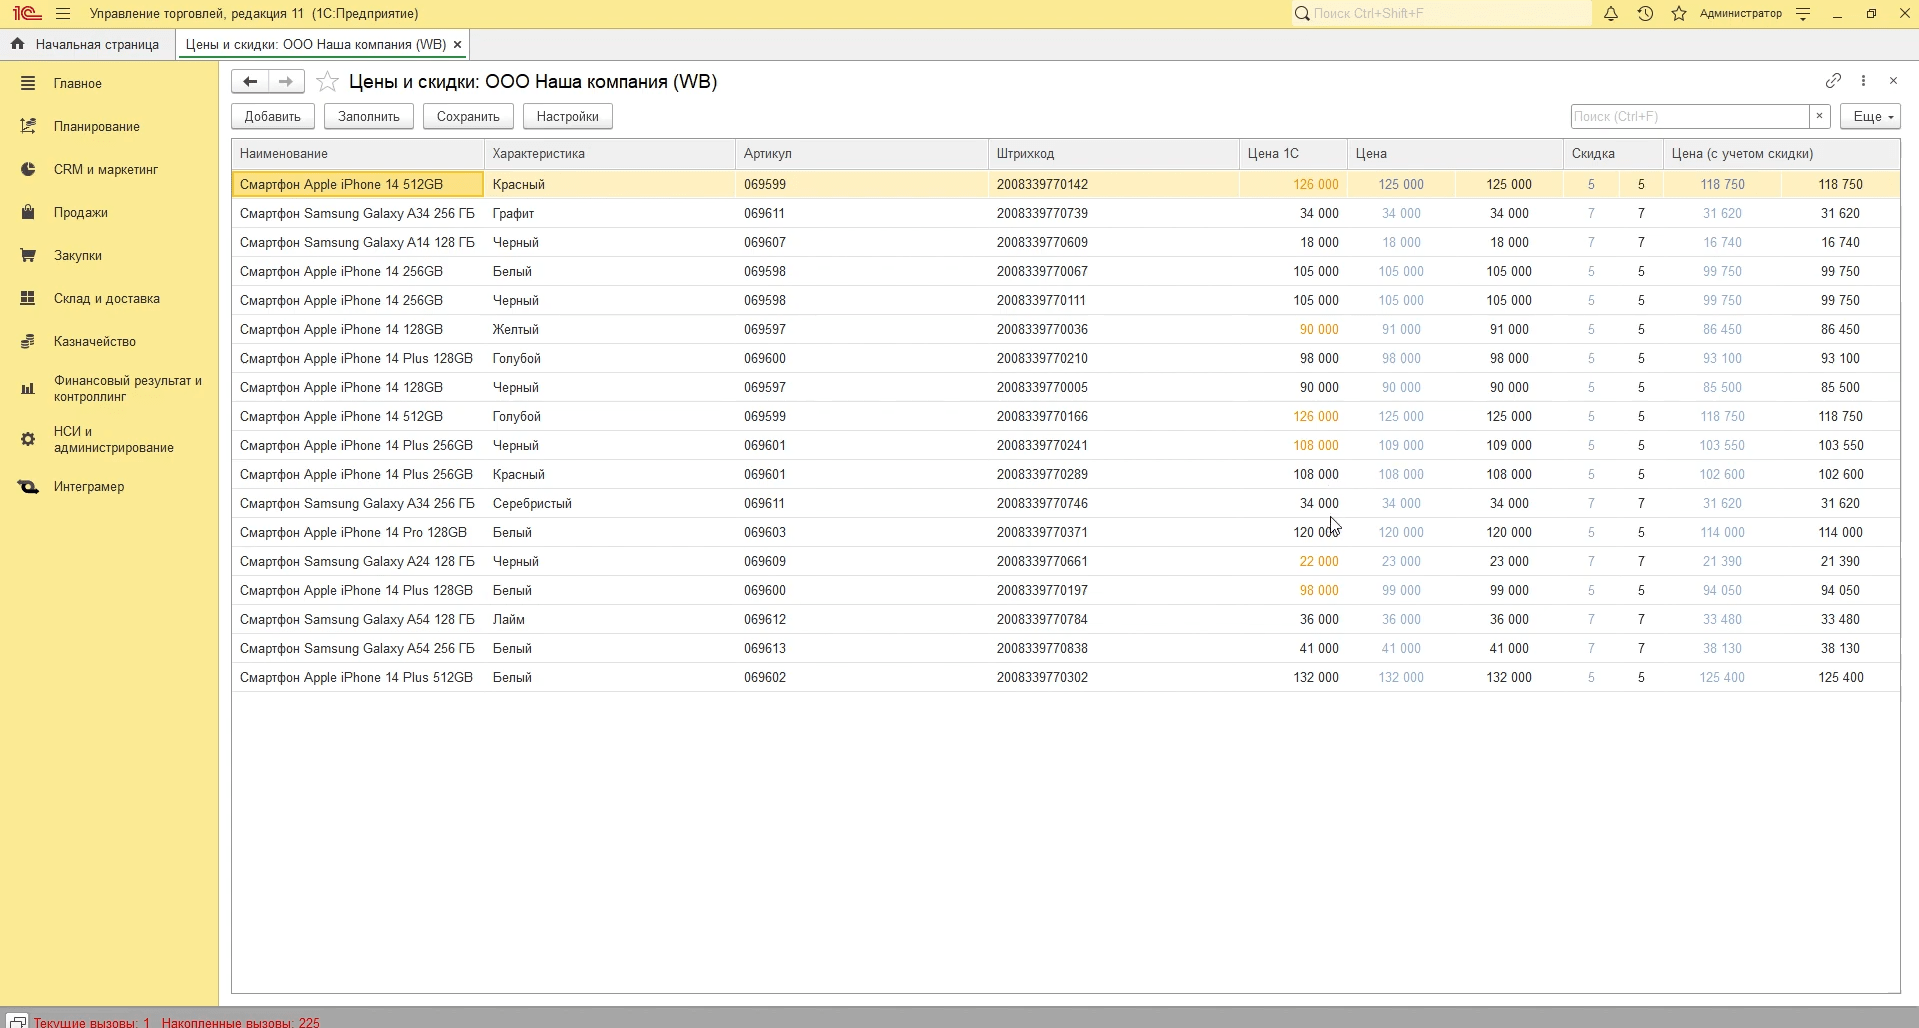 1С Управление торговлей, редакция 11 (1С:Предприятие) Поиск Ctrl+Shift+F Администратор
Начальная страница Цены и скидки: ООО Наша компания (WB)
Главное
Планирование
CRM и маркетинг
Продажи
Закупки
Склад и доставка
Казначейство
Финансовый результат и
контроллинг
НСИ и
администрирование
Интеграмер
Цены и скидки: ООО Наша компания (WB)
Добавить Заполнить Сохранить Настройки Поиск (Ctrl+F) Еще
Наименование Характеристика Артикул Штрихкод Цена 1С Цена Скидка Цена (с учетом скидки)
Смартфон Apple iPhone 14 512GB Красный 069599 2008339770142 126 000 125 000 125 000 5 5 118 750 118 750
Смартфон Samsung Galaxy A34 256 ГБ Графит 069611 2008339770739 34 000 34 000 34 000 7 7 31 620 31 620
Смартфон Samsung Galaxy A14 128 ГБ Черный 069607 2008339770609 18 000 18 000 18 000 7 7 16 740 16 740
Смартфон Apple iPhone 14 256GB Белый 069598 2008339770067 105 000 105 000 105 000 5 5 99 750 99 750
Смартфон Apple iPhone 14 256GB Черный 069598 2008339770111 105 000 105 000 105 000 5 5 99 750 99 750
Смартфон Apple iPhone 14 128GB Желтый 069597 2008339770036 90 000 91 000 91 000 5 5 86 450 86 450
Смартфон Apple iPhone 14 Plus 128GB Голубой 069600 2008339770210 98 000 98 000 98 000 5 5 93 100 93 100
Смартфон Apple iPhone 14 128GB Черный 069597 2008339770005 90 000 90 000 90 000 5 5 85 500 85 500
Смартфон Apple iPhone 14 512GB Голубой 069599 2008339770166 126 000 125 000 125 000 5 5 118 750 118 750
Смартфон Apple iPhone 14 Plus 256GB Черный 069601 2008339770241 108 000 109 000 109 000 5 5 103 550 103 550
Смартфон Apple iPhone 14 Plus 256GB Красный 069601 2008339770289 108 000 108 000 108 000 5 5 102 600 102 600
Смартфон Samsung Galaxy A34 256 ГБ Серебристый 069611 2008339770746 34 000 34 000 34 000 7 7 31 620 31 620
Смартфон Apple iPhone 14 Pro 128GB Белый 069603 2008339770371 120 000 120 000 120 000 5 5 114 000 114 000
Смартфон Samsung Galaxy A24 128 ГБ Черный 069609 2008339770661 22 000 23 000 23 000 7 7 21 390 21 390
Смартфон Apple iPhone 14 Plus 128GB Белый 069600 2008339770197 98 000 99 000 99 000 5 5 94 050 94 050
Смартфон Samsung Galaxy A54 128 ГБ Лайм 069612 2008339770784 36 000 36 000 36 000 7 7 33 480 33 480
Смартфон Samsung Galaxy A54 256 ГБ Белый 069613 2008339770838 41 000 41 000 41 000 7 7 38 130 38 130
Смартфон Apple iPhone 14 Plus 512GB Белый 069602 2008339770302 132 000 132 000 132 000 5 5 125 400 125 400
Текущие вызовы: 1 Накопленные вызовы: 225